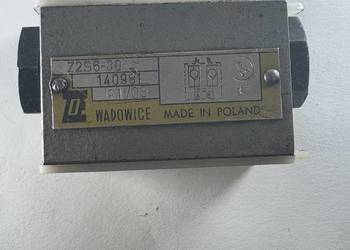 Z2S6-30
140981
WADOWICE MADE IN POLAND